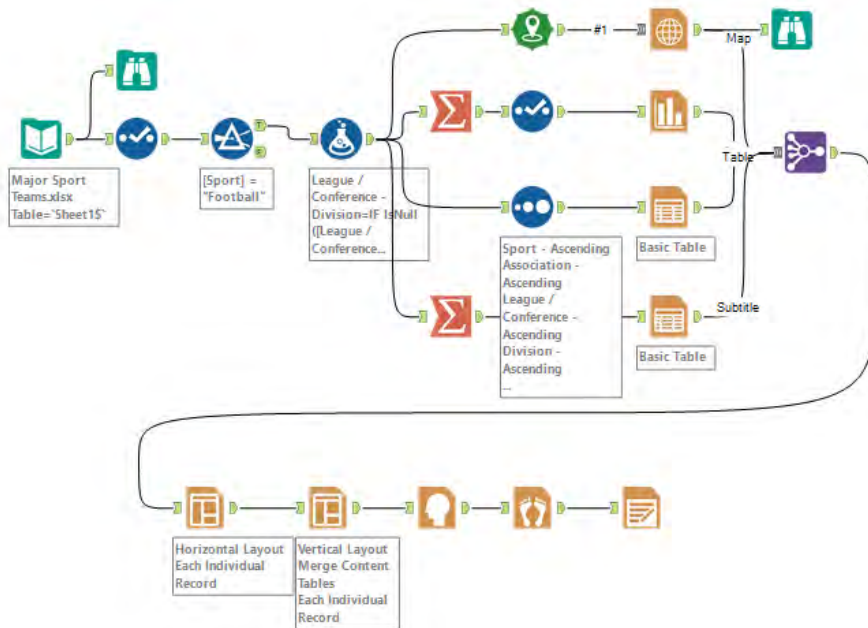 #1
Map
T
F
Major Sport
Teams.xlsx
Table=`Sheet1$`
[Sport] =
"Football"
League /
Conference -
Division=IF IsNull
([League /
Conference...
Table
Sport - Ascending
Association -
Ascending
League /
Conference -
Ascending
Division -
Ascending
...
Basic Table
Subtitle
Basic Table
Horizontal Layout
Each Individual
Record
Vertical Layout
Merge Content
Tables
Each Individual
Record